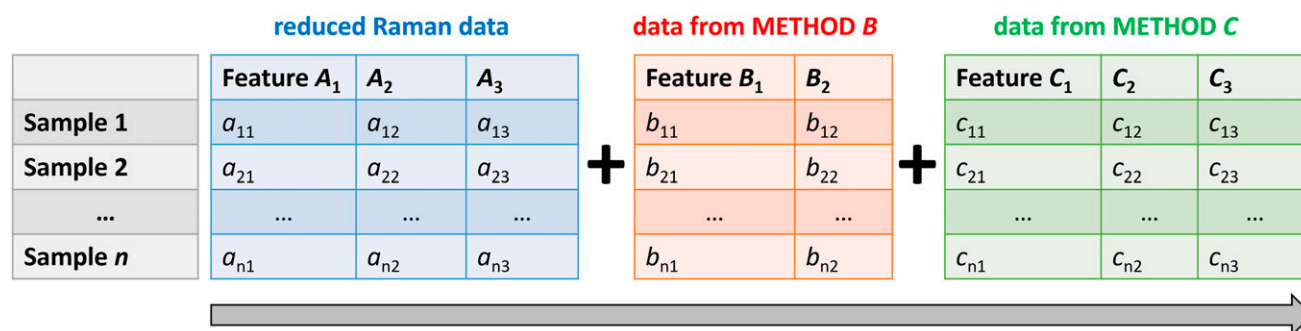 reduced Raman data data from METHOD B data from METHOD C
Feature A₁ A₂ A₃ Feature B₁ B₂ Feature C₁ C₂ C₃
Sample 1 a₁₁ a₁₂ a₁₃ b₁₁ b₁₂ c₁₁ c₁₂ c₁₃
Sample 2 a₂₁ a₂₂ a₂₃ + b₂₁ b₂₂ + c₂₁ c₂₂ c₂₃
... ... ... ... ... ... ... ... ...
Sample n aₙ₁ aₙ₂ aₙ₃ bₙ₁ bₙ₂ cₙ₁ cₙ₂ cₙ₃